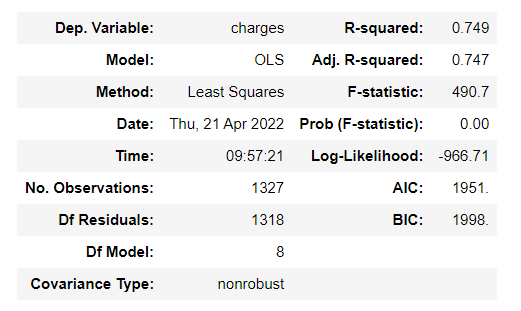 Dep. Variable: charges R-squared: 0.749
Model: OLS Adj. R-squared: 0.747
Method: Least Squares F-statistic: 490.7
Date: Thu, 21 Apr 2022 Prob (F-statistic): 0.00
Time: 09:57:21 Log-Likelihood: -966.71
No. Observations: 1327 AIC: 1951.
Df Residuals: 1318 BIC: 1998.
Df Model: 8
Covariance Type: nonrobust